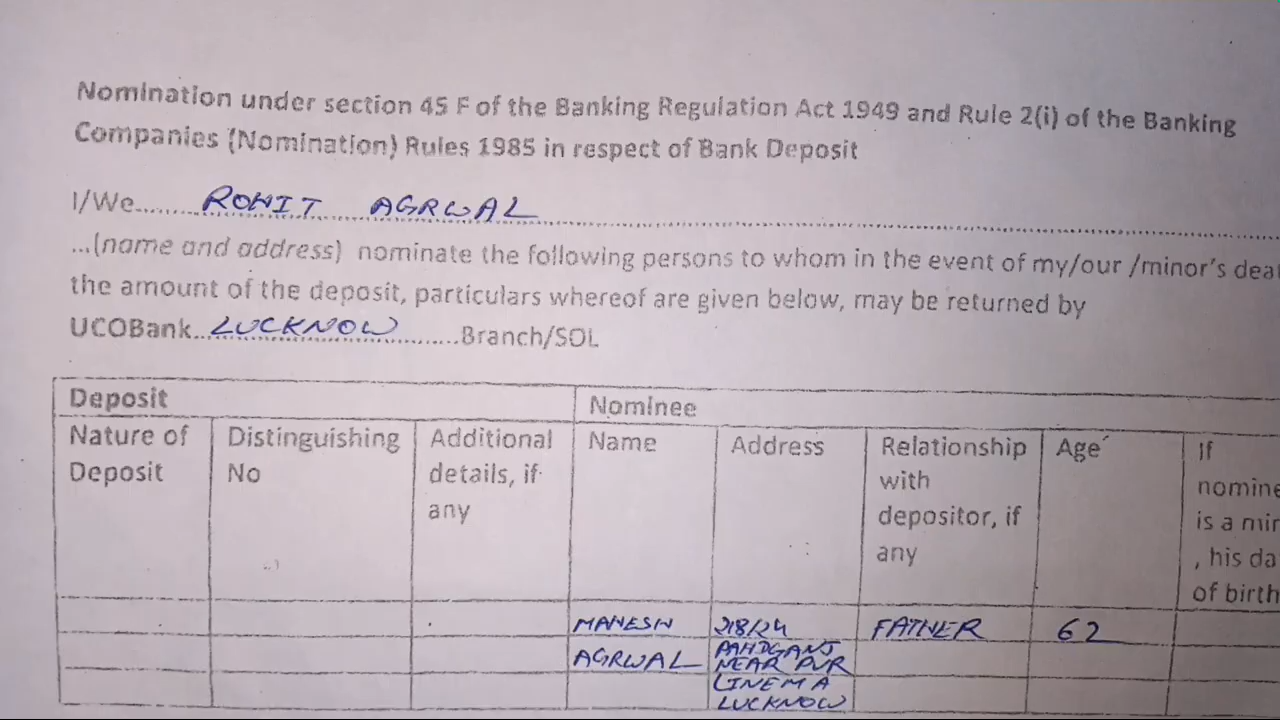 Nomination under section 45 F of the Banking Regulation Act 1949 and Rule 2(i) of the Banking
Companies (Nomination) Rules 1985 in respect of Bank Deposit
I/We...... ROHIT AGRWAL
...(name and address) nominate the following persons to whom in the event of my/our /minor's deat
the amount of the deposit, particulars whereof are given below, may be returned by
UCOBank... LUCKNOW ......Branch/SOL
Deposit Nominee
Nature of Deposit
Distinguishing No
Additional details, if any
Name
Address
Relationship with depositor, if any
Age
If
nomine
is a min
, his da
of birth
MAHESH AGRWAL
218/24
NEAR PVR
CINEMA
LUCKNOW
FATHER
62